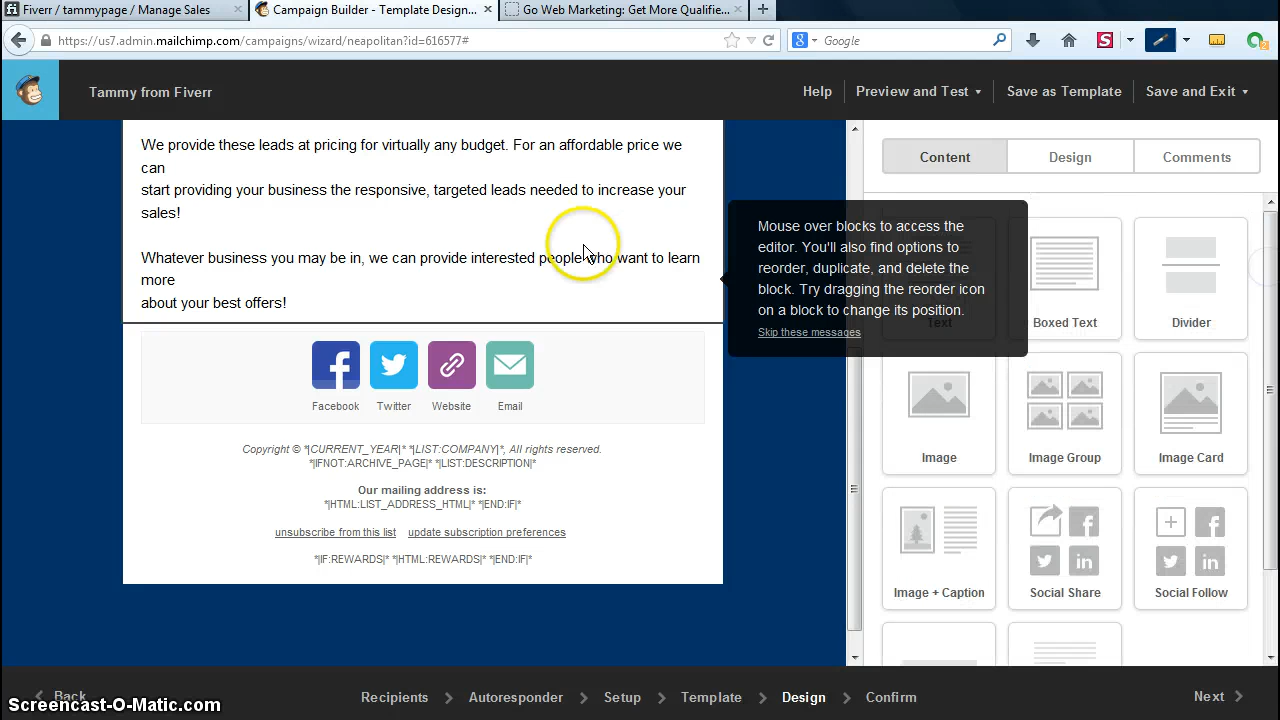 Fiverr / tammypage / Manage Sales
Campaign Builder - Template Design...
Go Web Marketing: Get More Qualifie...
https://us7.admin.mailchimp.com/campaigns/wizard/neapolitan?id=616577#
Google
Tammy from Fiverr
Help
Preview and Test
Save as Template
Save and Exit
We provide these leads at pricing for virtually any budget. For an affordable price we
can
start providing your business the responsive, targeted leads needed to increase your
sales!
Whatever business you may be in, we can provide interested people who want to learn
more
about your best offers!
Facebook
Twitter
Website
Email
Copyright © *|CURRENT_YEAR|* *|LIST:COMPANY|*, All rights reserved.
*|IFNOT:ARCHIVE_PAGE|* *|LIST:DESCRIPTION|*
Our mailing address is:
*|HTML:LIST_ADDRESS_HTML|* *|END:IF|*
unsubscribe from this list update subscription preferences
*|IF:REWARDS|* *|HTML:REWARDS|* *|END:IF|*
Mouse over blocks to access the
editor. You'll also find options to
reorder, duplicate, and delete the
block. Try dragging the reorder icon
on a block to change its position.
Skip these messages
Content
Design
Comments
Text
Boxed Text
Divider
Image
Image Group
Image Card
Image + Caption
Social Share
Social Follow
Back
Recipients
Autoresponder
Setup
Template
Design
Confirm
Next
Screencast-O-Matic.com